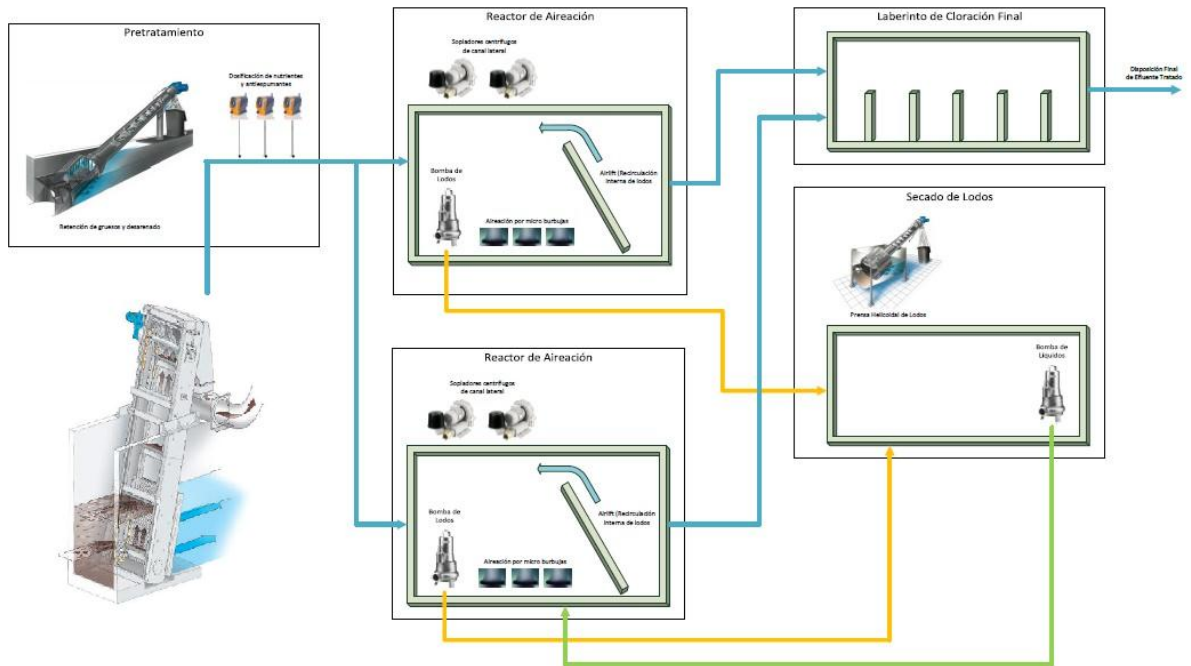 Pretratamiento
Dosificación de nutrientes
y antiespumantes
Retención de gruesos y desarenado
Reactor de Aireación
Sopladores centrífugos
de canal lateral
Bomba de
Lodos
Airlift (Recirculación
interna de lodos
Aireación por micro burbujas
Laberinto de Cloración Final
Disposición Final
de Efluente Tratado
Secado de Lodos
Prensa Helicoidal de Lodos
Bomba de
Líquidos
Reactor de Aireación
Sopladores centrífugos
de canal lateral
Bomba de
Lodos
Airlift (Recirculación
interna de lodos
Aireación por micro burbujas